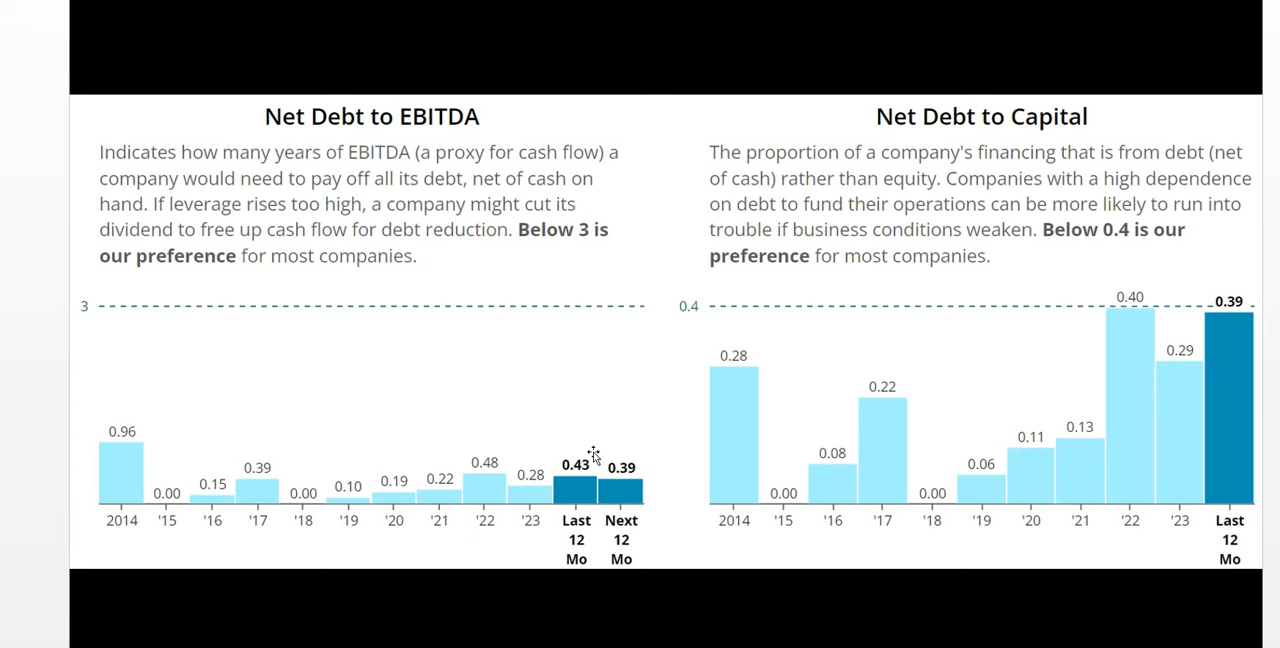 Net Debt to EBITDA
Indicates how many years of EBITDA (a proxy for cash flow) a
company would need to pay off all its debt, net of cash on
hand. If leverage rises too high, a company might cut its
dividend to free up cash flow for debt reduction. Below 3 is
our preference for most companies.
3
0.96
0.00
0.15
0.39
0.00
0.10
0.19
0.22
0.48
0.28
0.43
0.39
2014 '15 '16 '17 '18 '19 '20 '21 '22 '23 Last Next
12 12
Mo Mo
Net Debt to Capital
The proportion of a company's financing that is from debt (net
of cash) rather than equity. Companies with a high dependence
on debt to fund their operations can be more likely to run into
trouble if business conditions weaken. Below 0.4 is our
preference for most companies.
0.4
0.28
0.00
0.08
0.22
0.00
0.06
0.11
0.13
0.40
0.29
0.39
2014 '15 '16 '17 '18 '19 '20 '21 '22 '23 Last
12
Mo